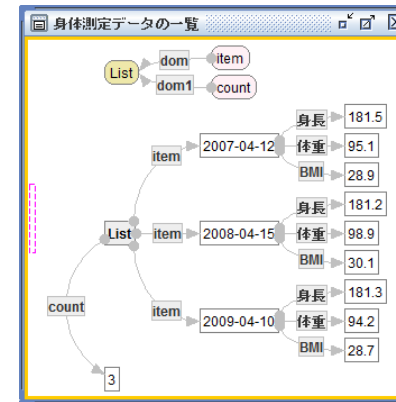 身体測定データの一覧
List
dom
item
dom1
count
List
item
2007-04-12
身長
181.5
体重
95.1
BMI
28.9
item
2008-04-15
身長
181.2
体重
98.9
BMI
30.1
item
2009-04-10
身長
181.3
体重
94.2
BMI
28.7
count
3